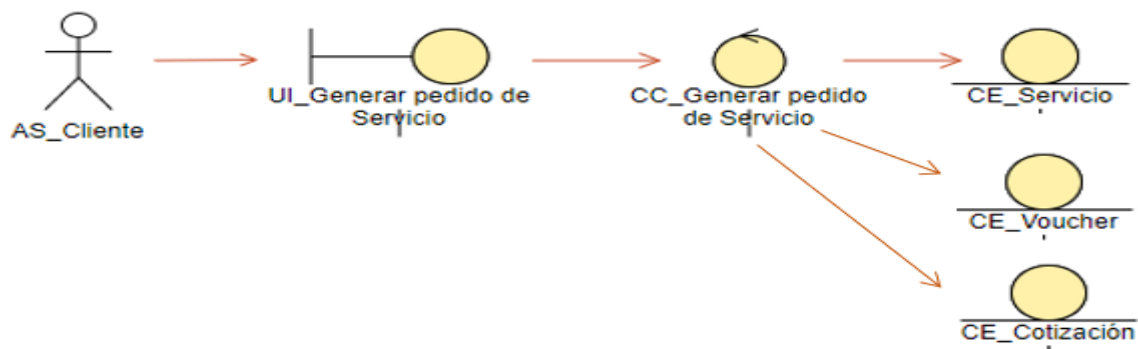 AS_Cliente
UI_Generar pedido de
Servicio
CC_Generar pedido
de Servicio
CE_Servicio
CE_Voucher
CE_Cotización